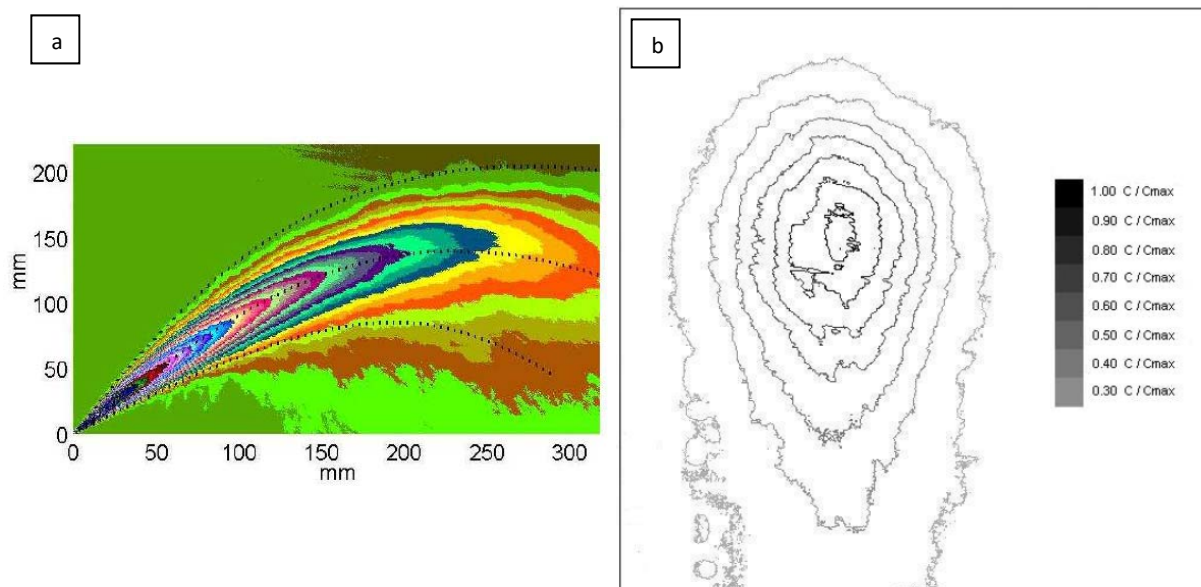 a
200
150
100
50
0
mm
0 50 100 150 200 250 300
mm
b
1.00 C / Cmax
0.90 C / Cmax
0.80 C / Cmax
0.70 C / Cmax
0.60 C / Cmax
0.50 C / Cmax
0.40 C / Cmax
0.30 C / Cmax